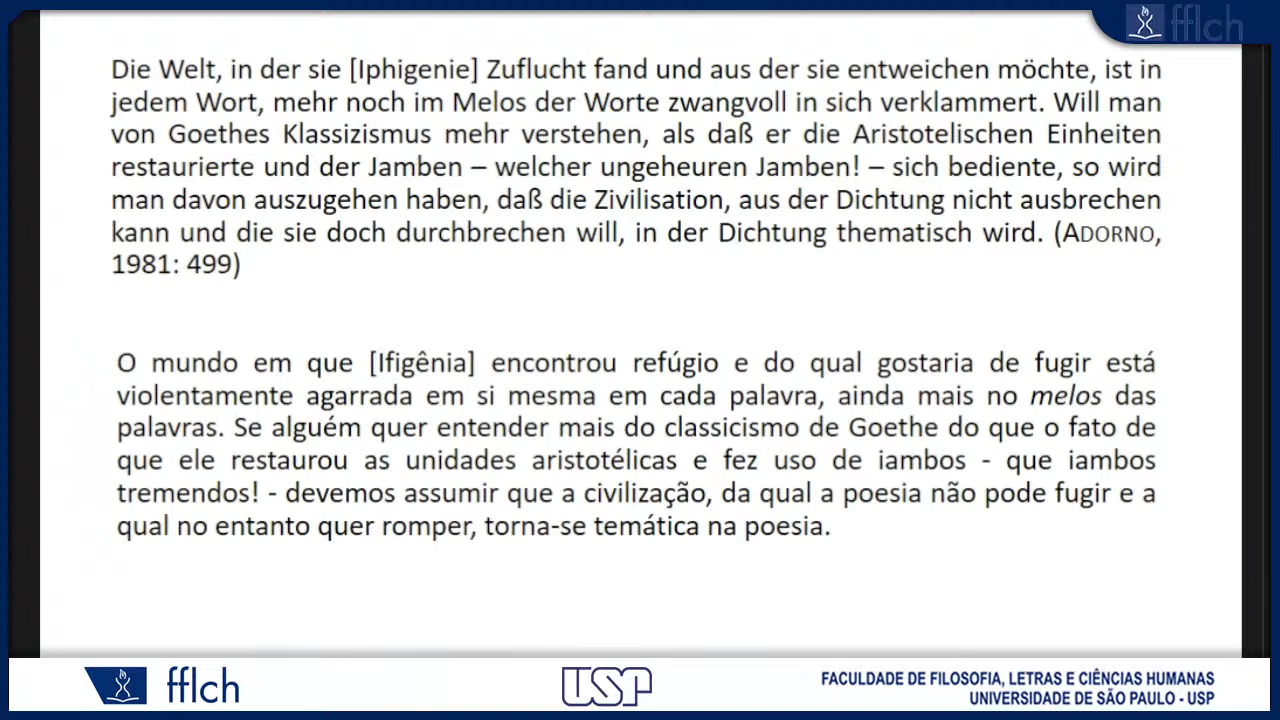 fflch
Die Welt, in der sie [Iphigenie] Zuflucht fand und aus der sie entweichen möchte, ist in
jedem Wort, mehr noch im Melos der Worte zwangvoll in sich verklammert. Will man
von Goethes Klassizismus mehr verstehen, als daß er die Aristotelischen Einheiten
restaurierte und der Jamben – welcher ungeheuren Jamben! – sich bediente, so wird
man davon auszugehen haben, daß die Zivilisation, aus der Dichtung nicht ausbrechen
kann und die sie doch durchbrechen will, in der Dichtung thematisch wird. (ADORNO,
1981: 499)
O mundo em que [Ifigênia] encontrou refúgio e do qual gostaria de fugir está
violentamente agarrada em si mesma em cada palavra, ainda mais no melos das
palavras. Se alguém quer entender mais do classicismo de Goethe do que o fato de
que ele restaurou as unidades aristotélicas e fez uso de iambos - que iambos
tremendos! - devemos assumir que a civilização, da qual a poesia não pode fugir e a
qual no entanto quer romper, torna-se temática na poesia.
fflch
USP
FACULDADE DE FILOSOFIA, LETRAS E CIÊNCIAS HUMANAS
UNIVERSIDADE DE SÃO PAULO - USP